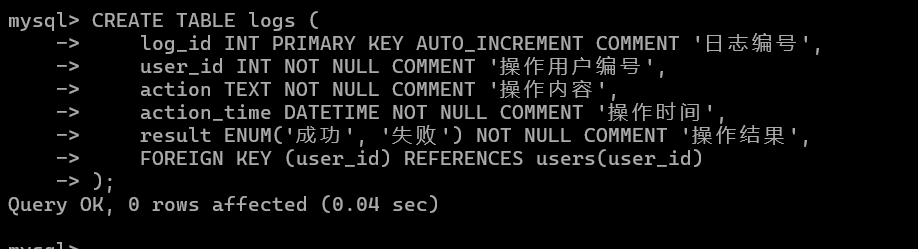 mysql> CREATE TABLE logs (
    ->     log_id INT PRIMARY KEY AUTO_INCREMENT COMMENT '日志编号',
    ->     user_id INT NOT NULL COMMENT '操作用户编号',
    ->     action TEXT NOT NULL COMMENT '操作内容',
    ->     action_time DATETIME NOT NULL COMMENT '操作时间',
    ->     result ENUM('成功', '失败') NOT NULL COMMENT '操作结果',
    ->     FOREIGN KEY (user_id) REFERENCES users(user_id)
    -> );
Query OK, 0 rows affected (0.04 sec)
mysql>